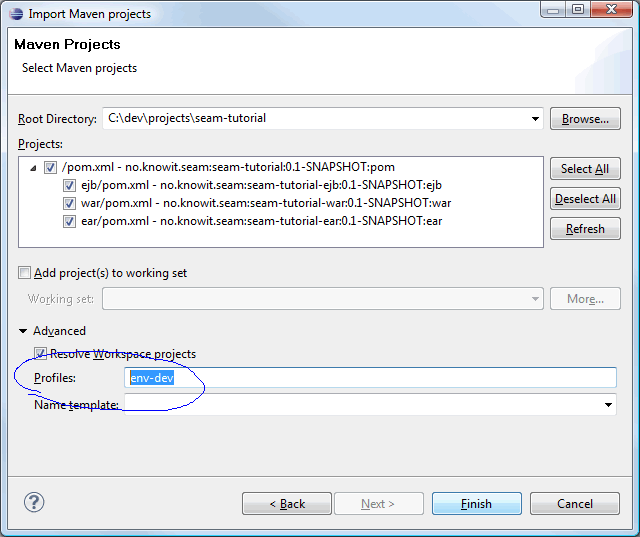 Import Maven projects
Maven Projects
Select Maven projects
Root Directory: C:\dev\projects\seam-tutorial Browse...
Projects:
/pom.xml - no.knowit.seam:seam-tutorial:0.1-SNAPSHOT:pom Select All
ejb/pom.xml - no.knowit.seam:seam-tutorial-ejb:0.1-SNAPSHOT:ejb
war/pom.xml - no.knowit.seam:seam-tutorial-war:0.1-SNAPSHOT:war Deselect All
ear/pom.xml - no.knowit.seam:seam-tutorial-ear:0.1-SNAPSHOT:ear Refresh
Add project(s) to working set
Working set: More...
Advanced
Resolve Workspace projects
Profiles: env-dev
Name template:
? < Back Next > Finish Cancel